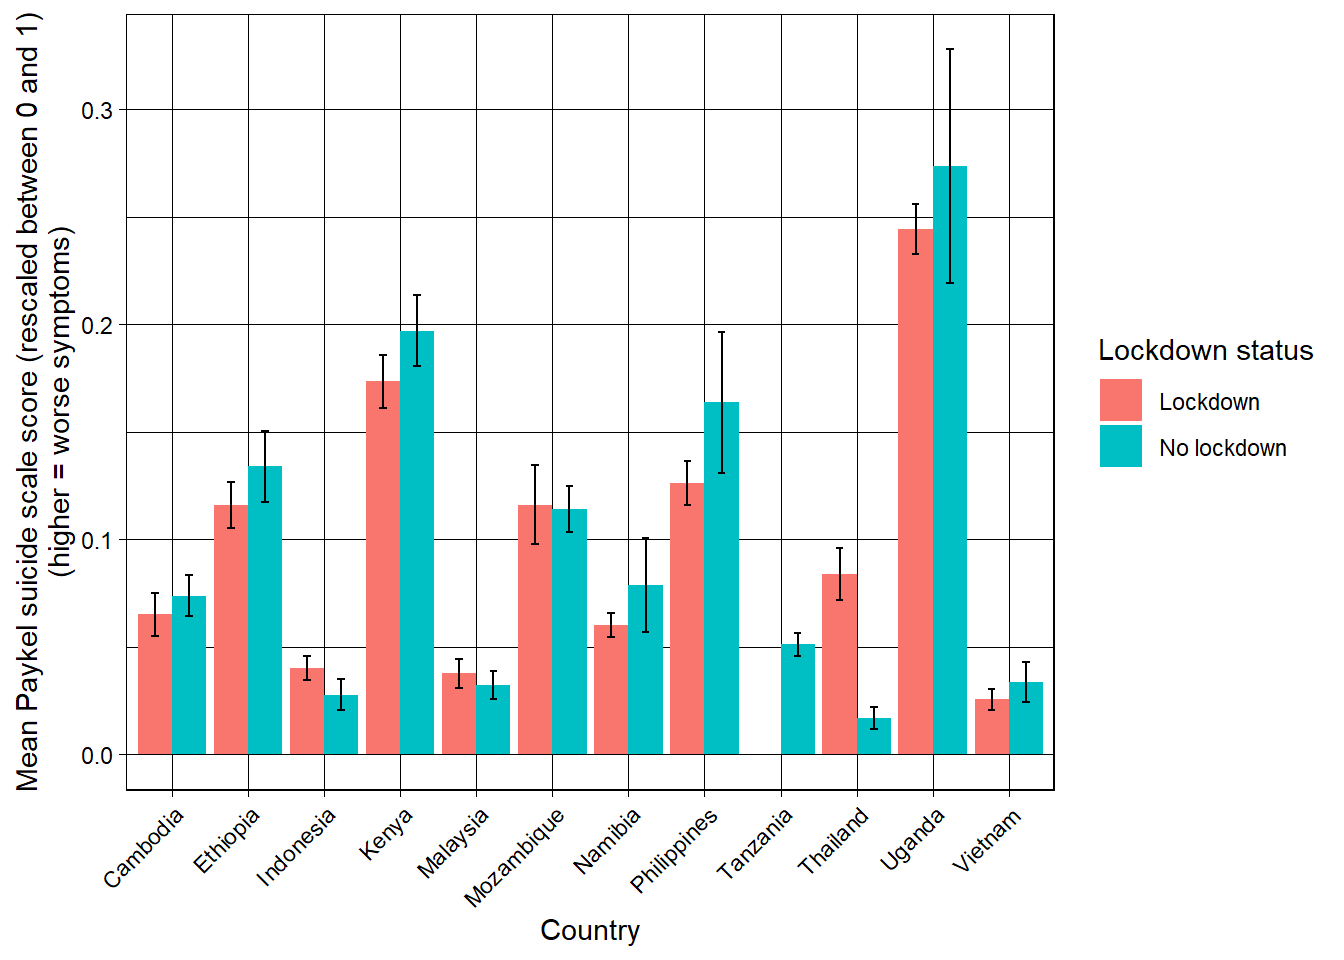 Mean Paykel suicide scale score (rescaled between 0 and 1)
(higher = worse symptoms)
0.3
0.2
0.1
0.0
Cambodia
Ethiopia
Indonesia
Kenya
Malaysia
Mozambique
Namibia
Philippines
Tanzania
Thailand
Uganda
Vietnam
Country
Lockdown status
Lockdown
No lockdown